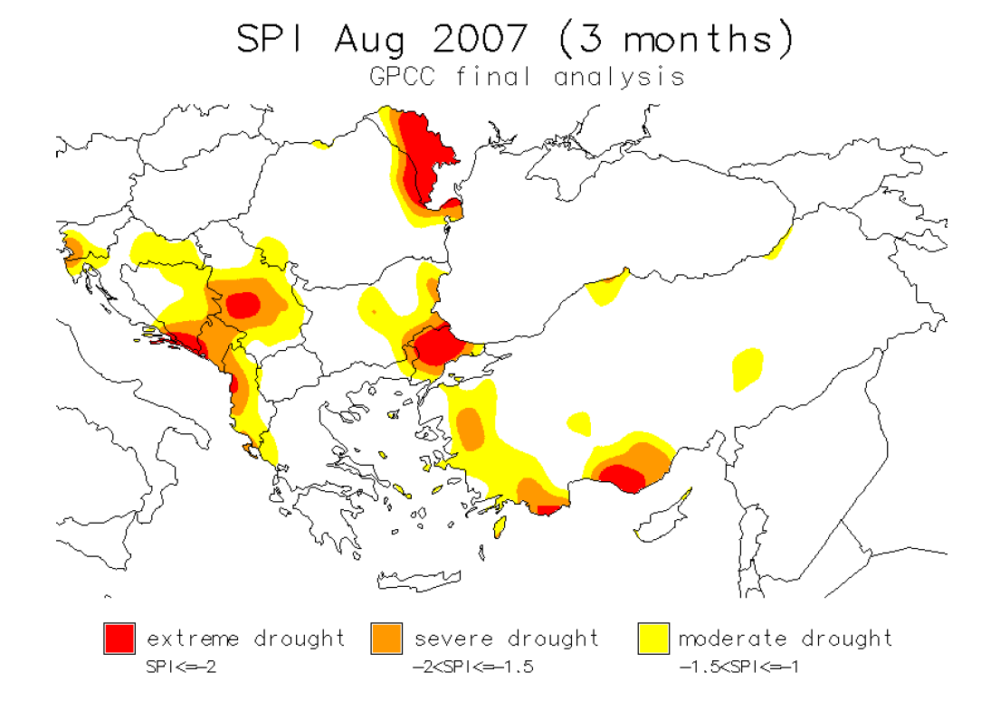 SPI Aug 2007 (3 months)
GPCC final analysis
extreme drought severe drought moderate drought
SPI<=-2 -2<SPI<=-1.5 -1.5<SPI<=-1